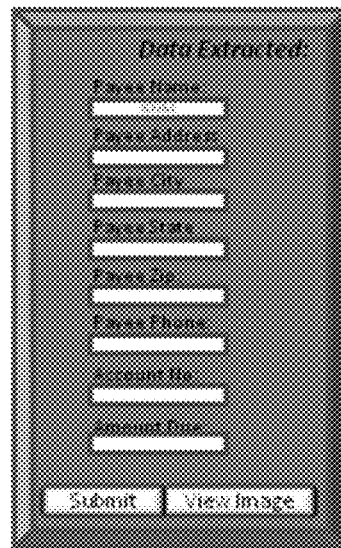 Data Extracted:
Payee Name
Payee Address
Payee City
Payee State
Payee Zip
Payee Phone
Account No.
Amount Due
Submit View Image